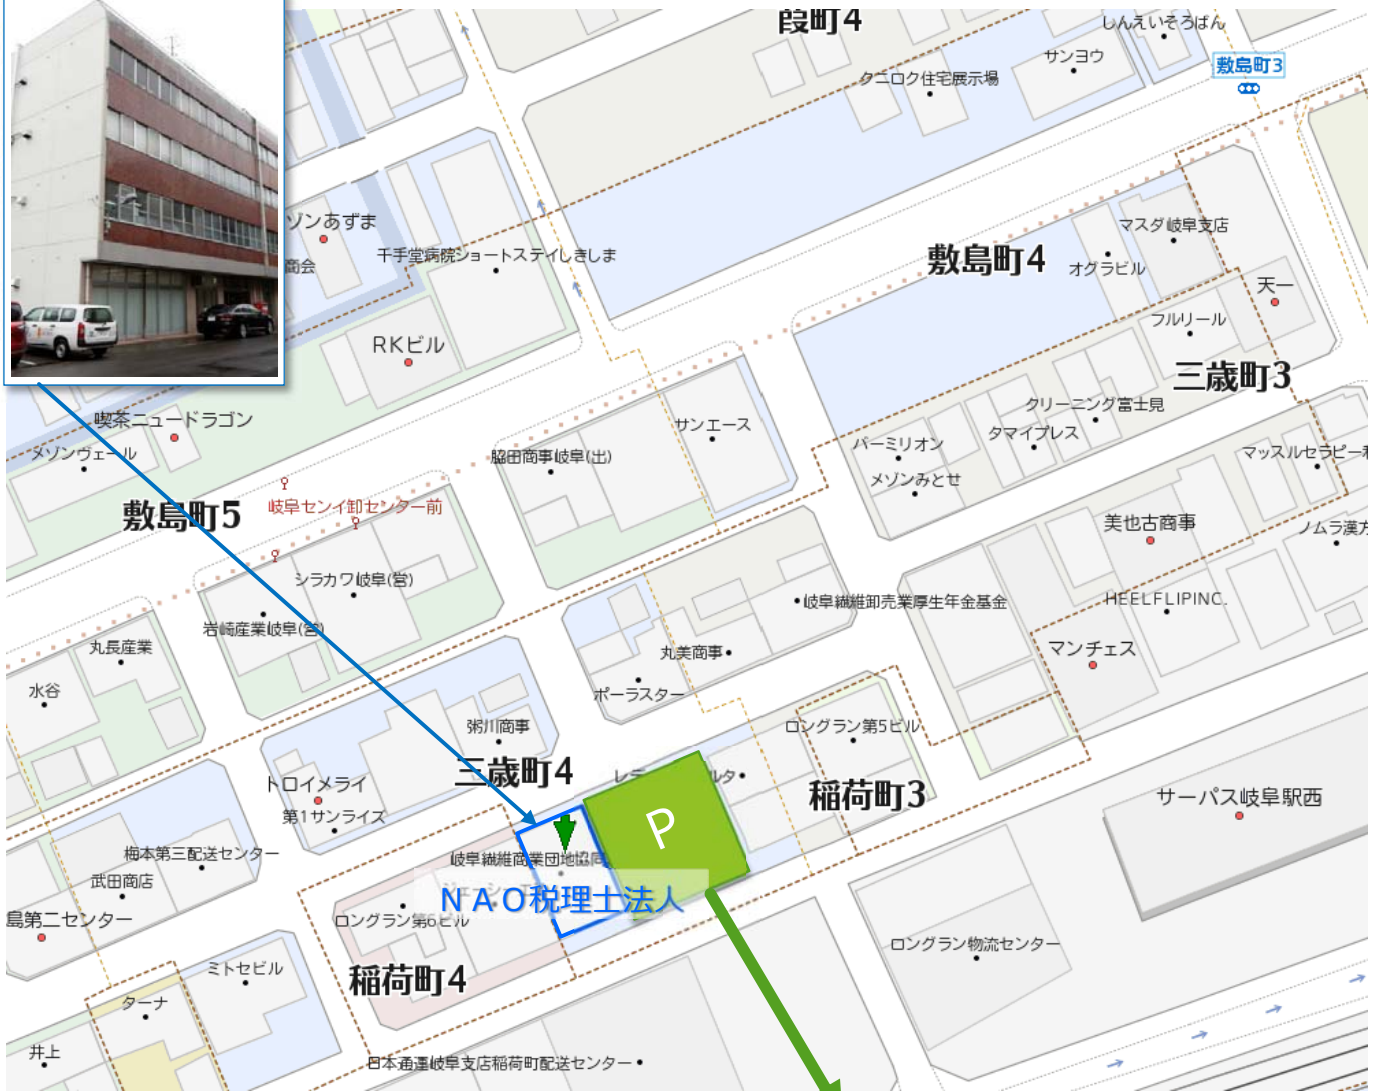 霞町4
しんえいそろばん
サンヨウ
敷島町3
タニロク住宅展示場
ゾンあずま
千手堂病院ショートステイしきしま
商会
マスダ岐阜支店
敷島町4
オグラビル
天一
フルリール
RKビル
三歳町3
クリーニング富士見
喫茶ニュードラゴン
サンエース
タマイプレス
バーミリオン
メゾンヴェール
脇田商事岐阜(出)
マッスルセラピー
メゾンみとせ
敷島町5
岐阜センイ卸センター前
美也古商事
ノムラ漢方
シラカワ岐阜(営)
岐阜繊維卸売業厚生年金基金
HEELFLIPINC.
岩崎産業岐阜(営)
丸長産業
丸美商事
マンチェス
水谷
ポーラスター
粥川商事
ロングラン第5ビル
三歳町4
トロイメライ
ルタ
稲荷町3
サーパス岐阜駅西
第1サンライズ
P
梅本第三配送センター
岐阜繊維商業団地協同
武田商店
NAO税理士法人
島第二センター
ロングラン第6ビル
ロングラン物流センター
ミトセビル
稲荷町4
ターナ
井上
日本通運岐阜支店稲荷町配送センター